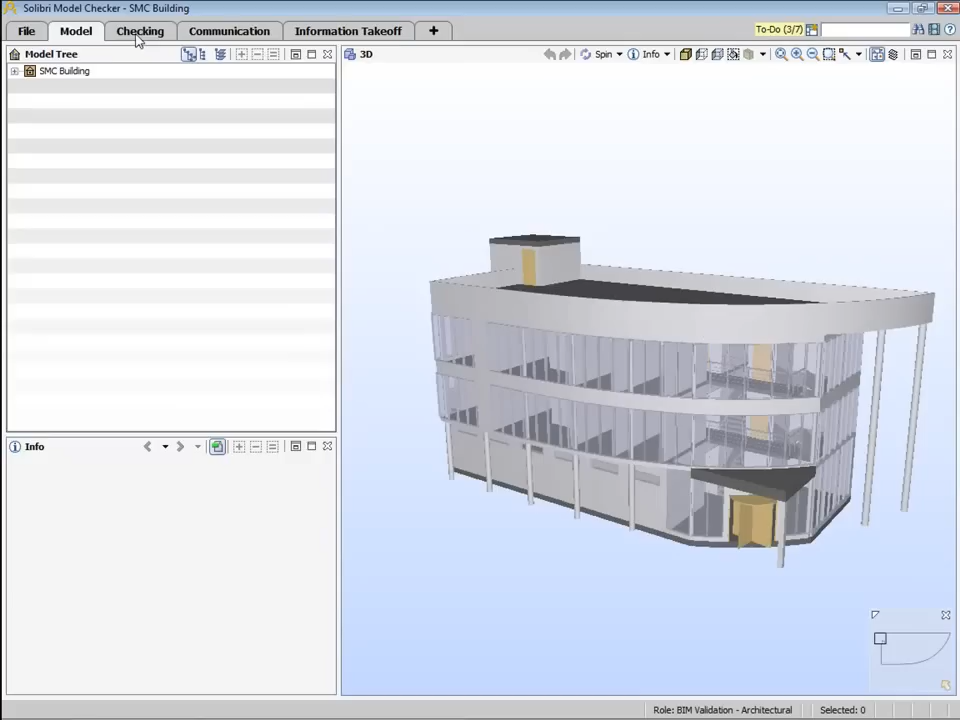 Solibri Model Checker - SMC Building
File Model Checking Communication Information Takeoff + To-Do (3/7)
Model Tree
SMC Building
3D Spin Info
Info
Role: BIM Validation - Architectural Selected: 0